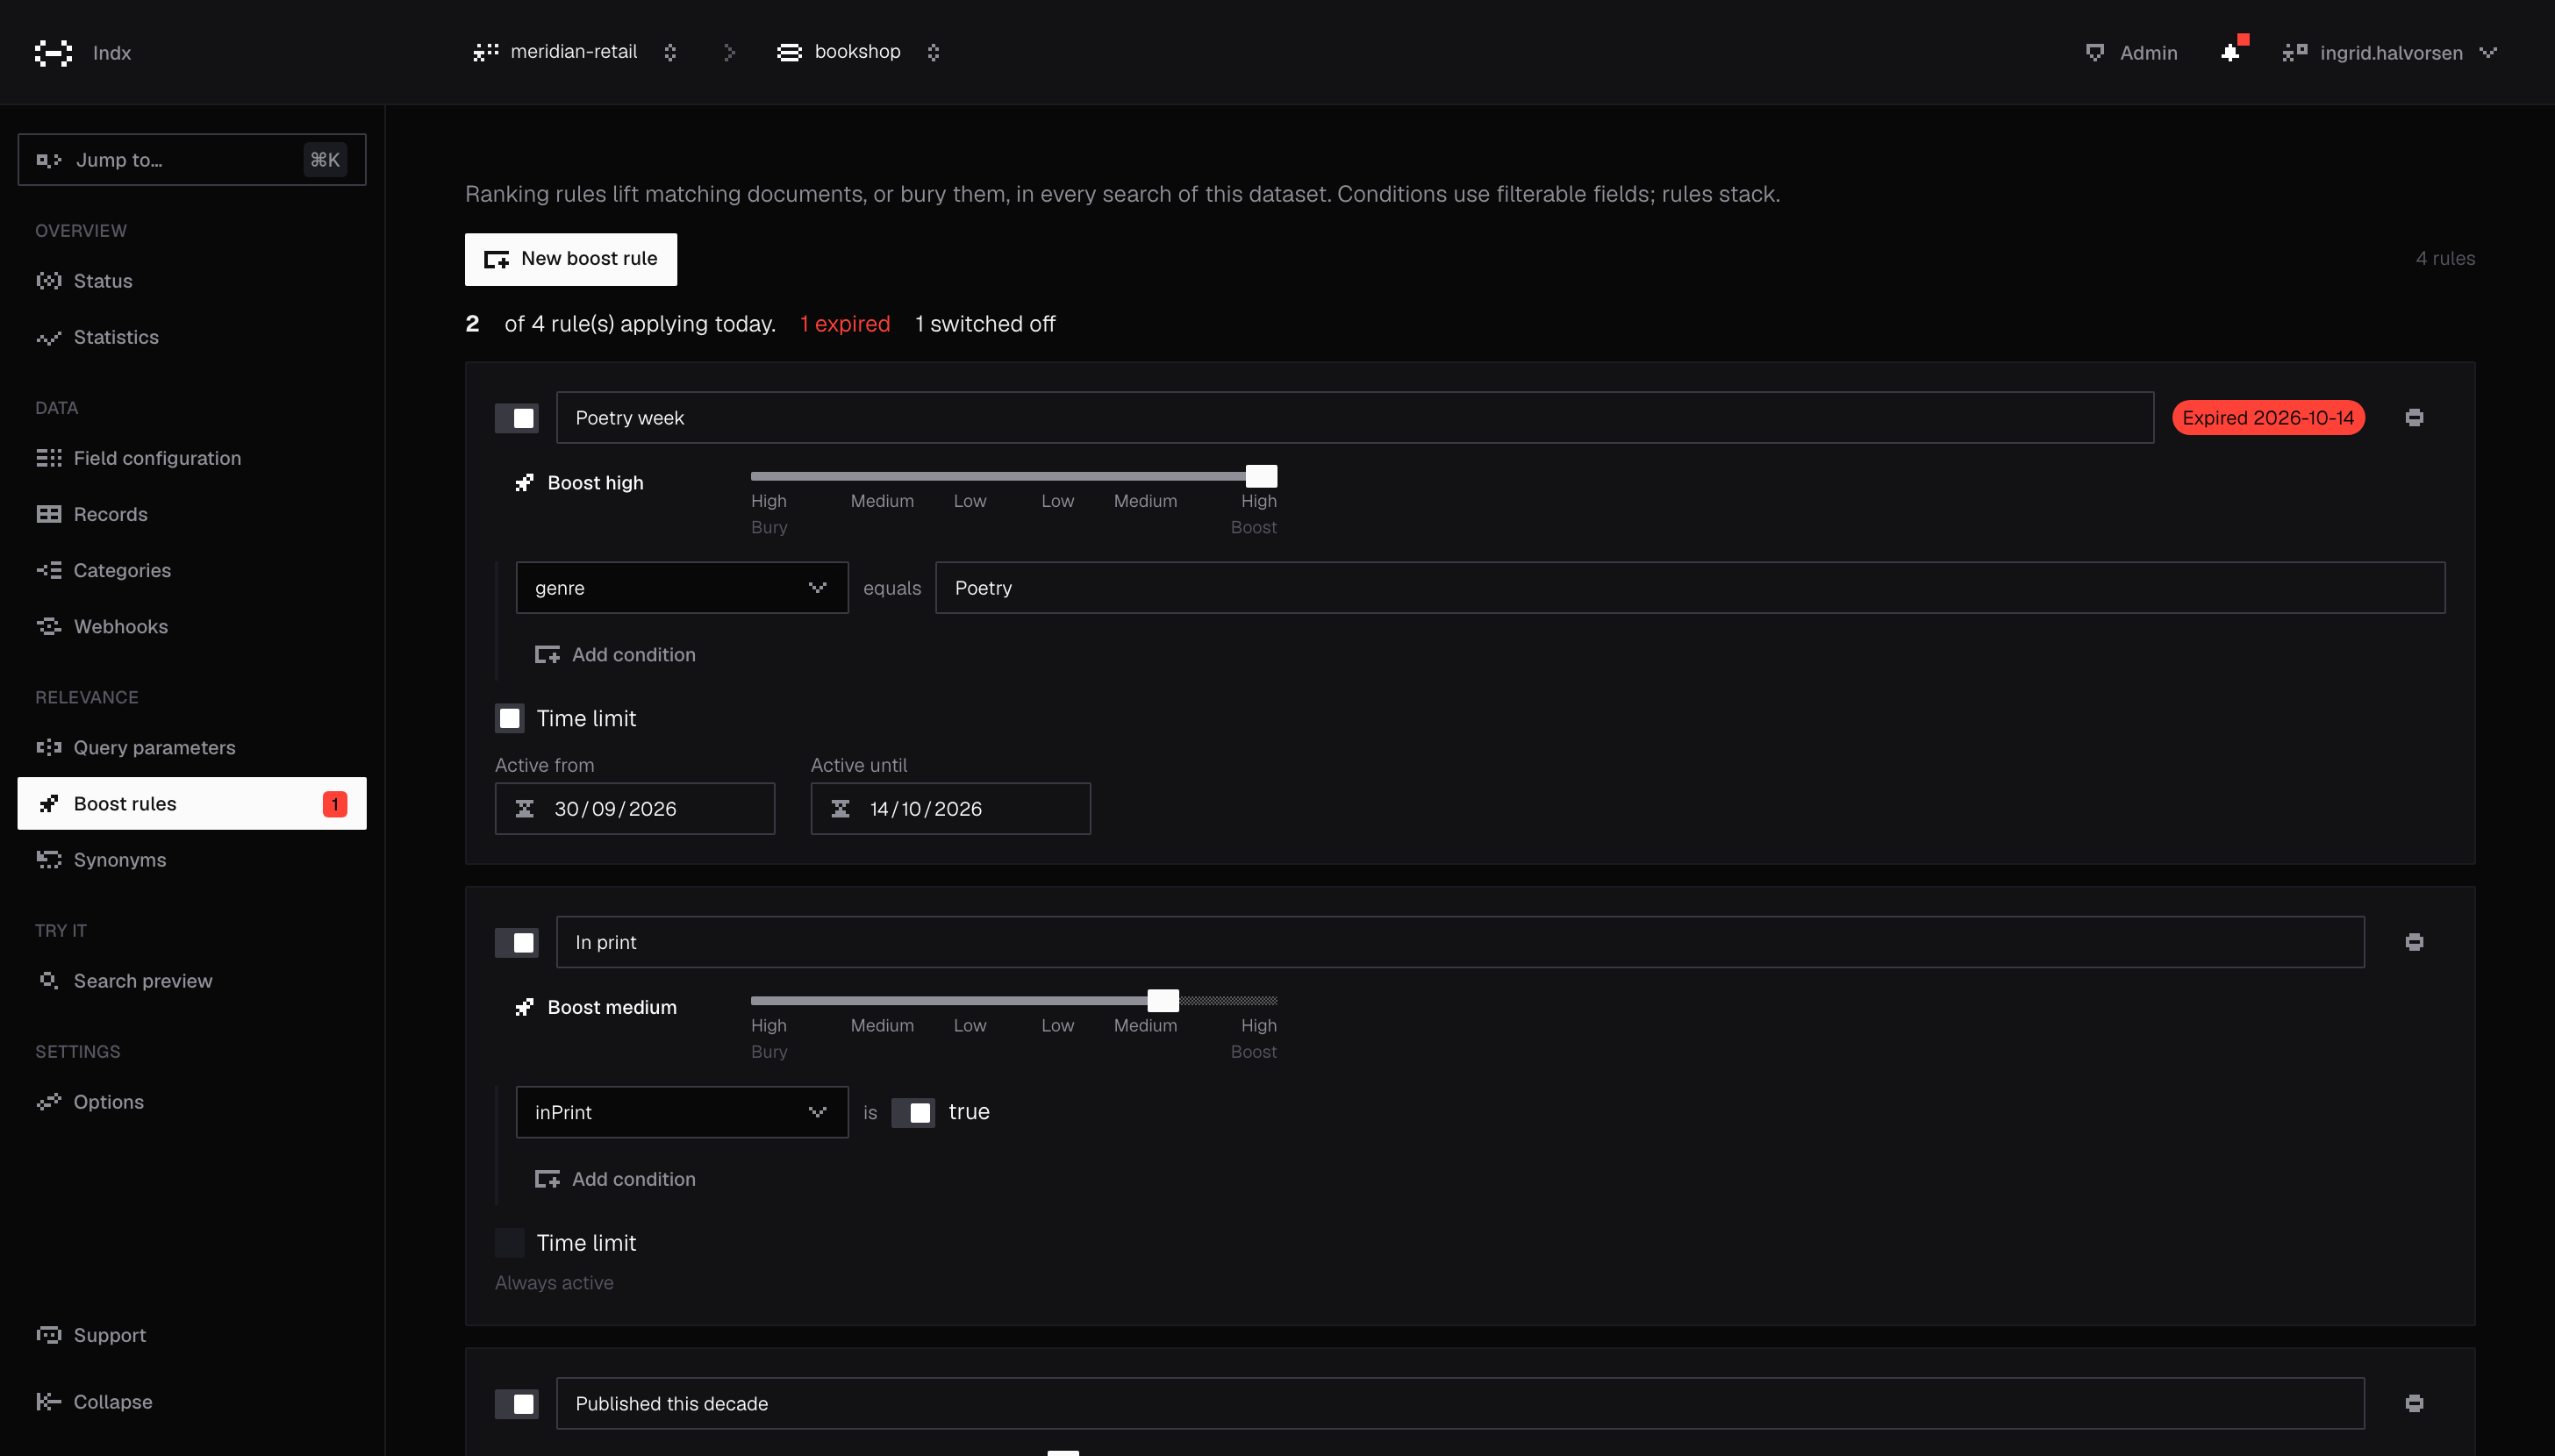 Indx
meridian-retail
bookshop
Admin
ingrid.halvorsen
Jump to...
⌘K
OVERVIEW
Status
Statistics
DATA
Field configuration
Records
Categories
Webhooks
RELEVANCE
Query parameters
Boost rules
1
Synonyms
TRY IT
Search preview
SETTINGS
Options
Support
Collapse
Ranking rules lift matching documents, or bury them, in every search of this dataset. Conditions use filterable fields; rules stack.
New boost rule
4 rules
2 of 4 rule(s) applying today. 1 expired 1 switched off
Poetry week
Expired 2026-10-14
Boost high
High Medium Low Low Medium High
Bury Boost
genre equals Poetry
Add condition
Time limit
Active from Active until
30/09/2026 14/10/2026
In print
Boost medium
High Medium Low Low Medium High
Bury Boost
inPrint is true
Add condition
Time limit
Always active
Published this decade